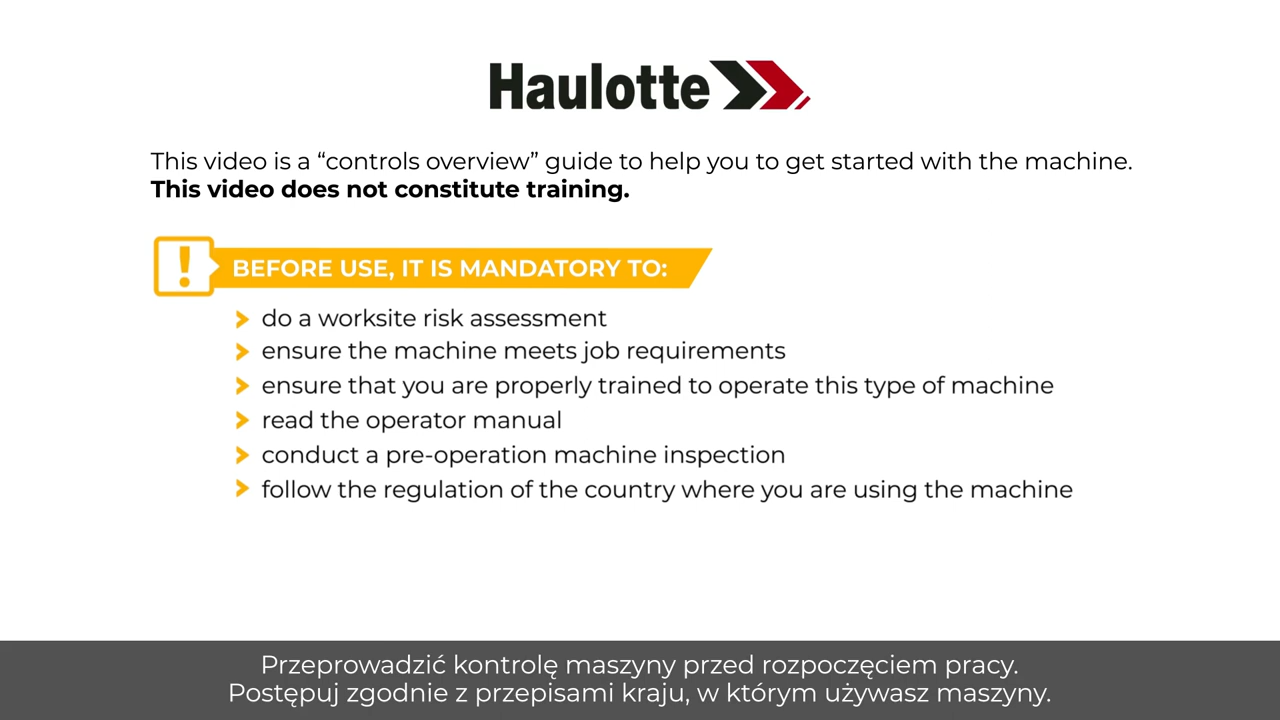 Haulotte
This video is a “controls overview” guide to help you to get started with the machine.
This video does not constitute training.
! BEFORE USE, IT IS MANDATORY TO:
do a worksite risk assessment
ensure the machine meets job requirements
ensure that you are properly trained to operate this type of machine
read the operator manual
conduct a pre-operation machine inspection
follow the regulation of the country where you are using the machine
Przeprowadzić kontrolę maszyny przed rozpoczęciem pracy.
Postępuj zgodnie z przepisami kraju, w którym używasz maszyny.